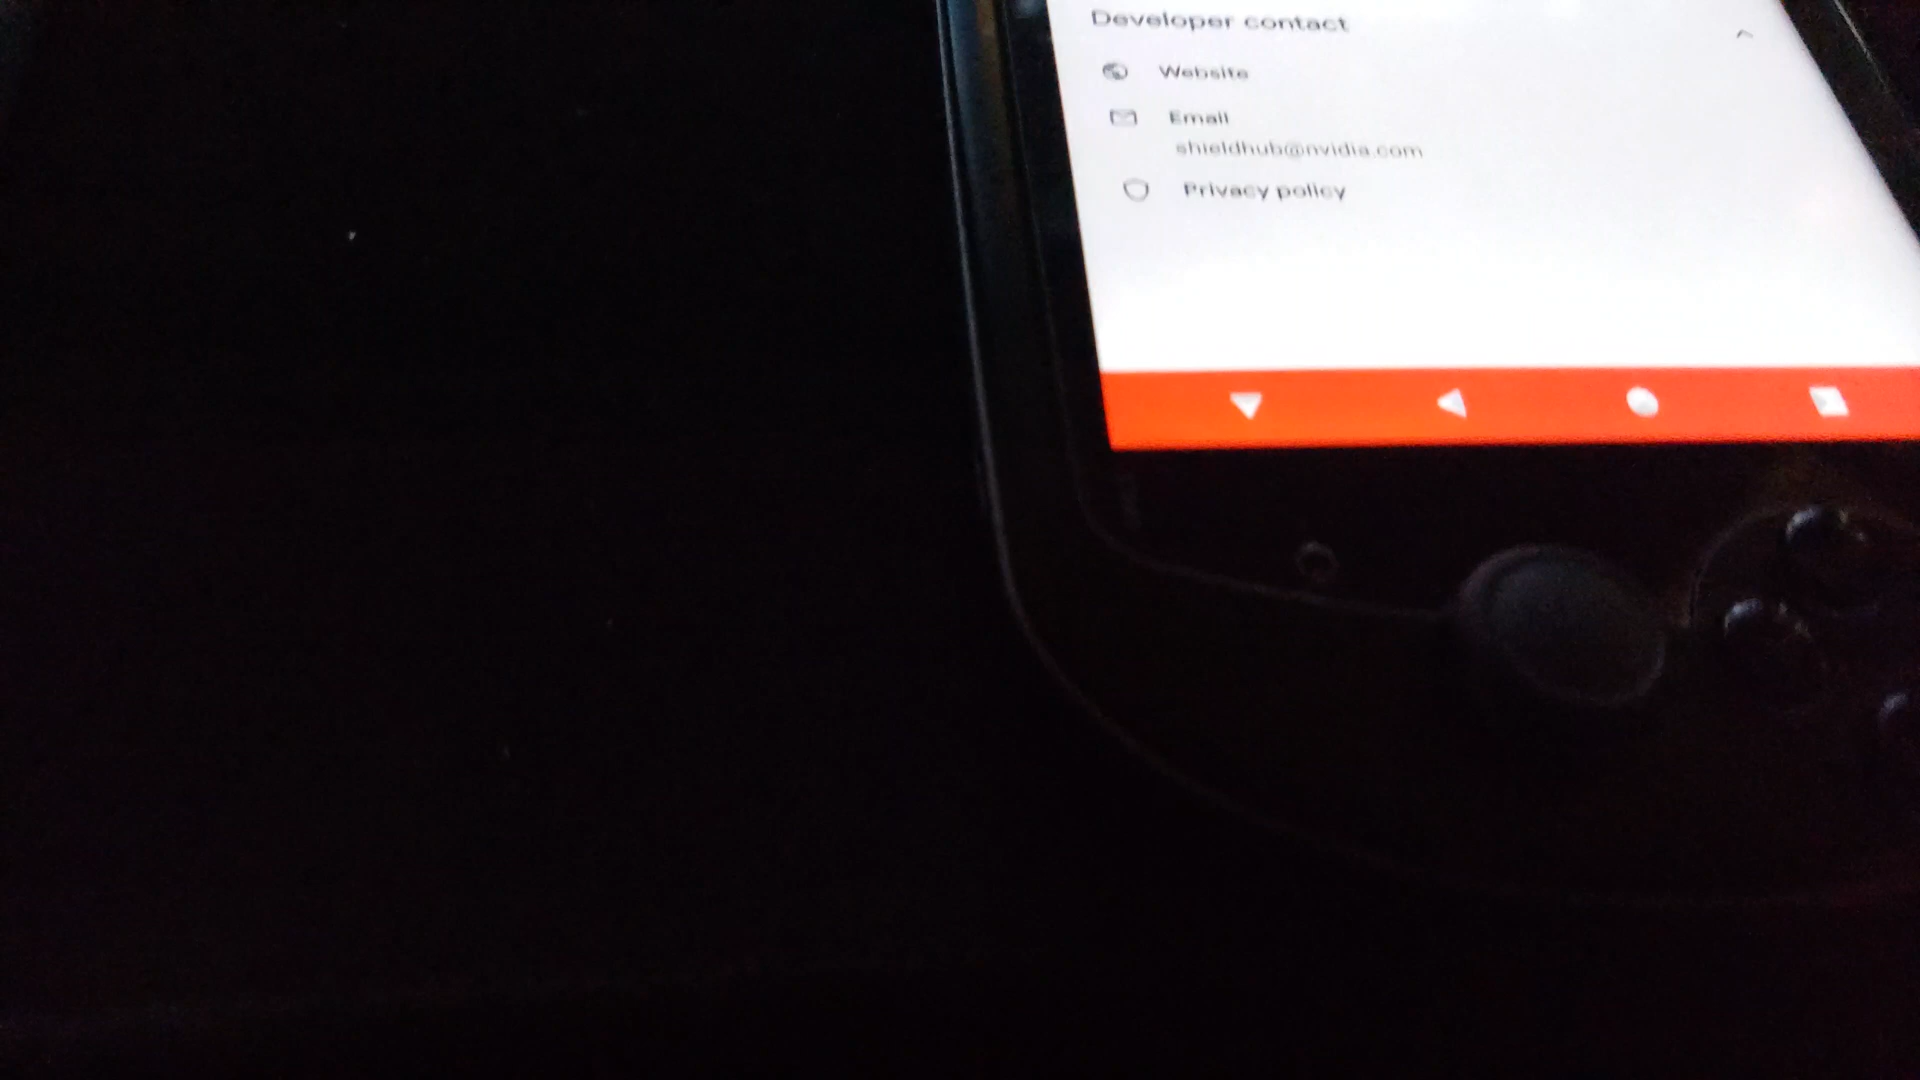 Developer contact
Website
Email
shieldhub@nvidia.com
Privacy policy